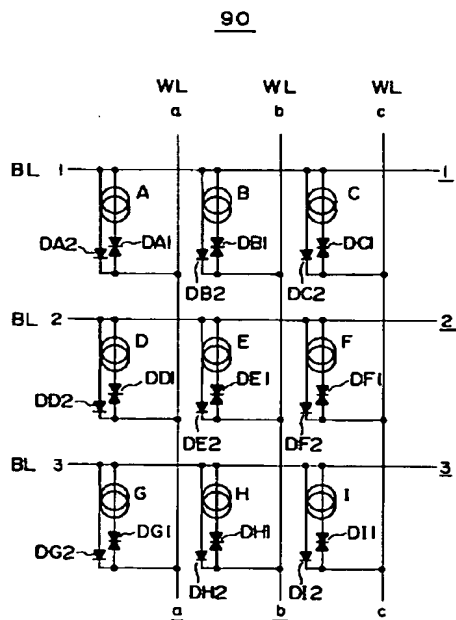 90
WL WL WL
a b c
BL 1 1
A B C
DA2 DA1 DB1 DC1
DB2 DC2
BL 2 2
D E F
DD1 DE1 DF1
DD2 DE2 DF2
BL 3 3
G H I
DG1 DH1 DI1
DG2 DH2 DI2
a b c